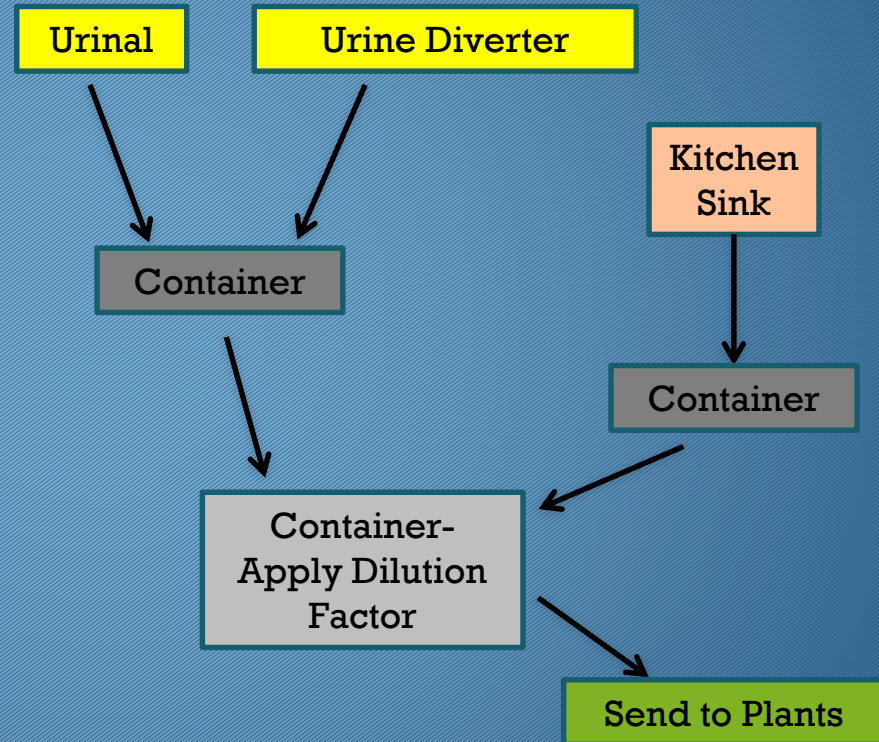 Urinal
Urine Diverter
Kitchen
Sink
Container
Container
Container-
Apply Dilution
Factor
Send to Plants